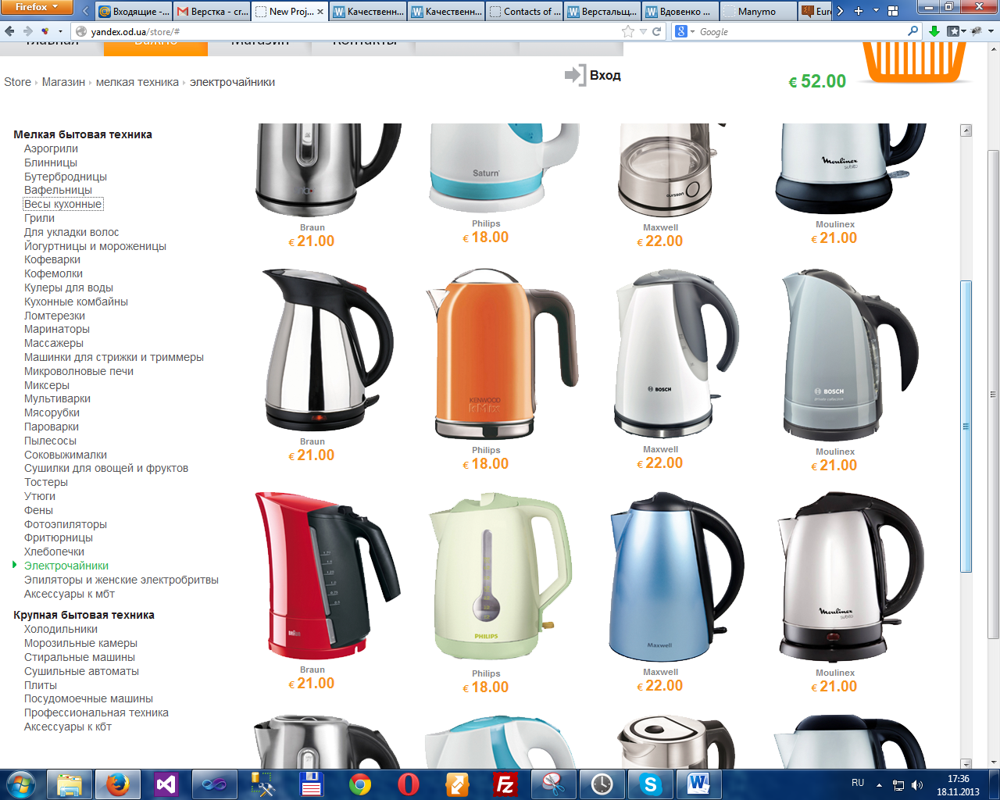 Firefox
Входящие -...
Верстка - cr...
New Proj...
Качественн...
Качественн...
Contacts of ...
Верстальщ...
Вдовенко ...
Manymo
Euro
yandex.od.ua/store/#
Google
Главная
Важно
Магазин
Контакты
Store
Магазин
мелкая техника
электрочайники
Вход
€ 52.00
Мелкая бытовая техника
Аэрогрили
Блинницы
Бутербродницы
Вафельницы
Весы кухонные
Грили
Для укладки волос
Йогуртницы и мороженицы
Кофеварки
Кофемолки
Кулеры для воды
Кухонные комбайны
Ломтерезки
Маринаторы
Массажеры
Машинки для стрижки и триммеры
Микроволновые печи
Миксеры
Мультиварки
Мясорубки
Пароварки
Пылесосы
Соковыжималки
Сушилки для овощей и фруктов
Тостеры
Утюги
Фены
Фотоэпиляторы
Фритюрницы
Хлебопечки
Электрочайники
Эпиляторы и женские электробритвы
Аксессуары к мбт
Крупная бытовая техника
Холодильники
Морозильные камеры
Стиральные машины
Сушильные автоматы
Плиты
Посудомоечные машины
Профессиональная техника
Аксессуары к кбт
Saturn
Moulinex
subito
Braun
€ 21.00
Philips
€ 18.00
Maxwell
€ 22.00
Moulinex
€ 21.00
KENWOOD
kMix
BOSCH
BOSCH
Braun
€ 21.00
Philips
€ 18.00
Maxwell
€ 22.00
Moulinex
€ 21.00
BRAUN
PHILIPS
Maxwell
Moulinex
subito
Braun
€ 21.00
Philips
€ 18.00
Maxwell
€ 22.00
Moulinex
€ 21.00
RU
17:36
18.11.2013